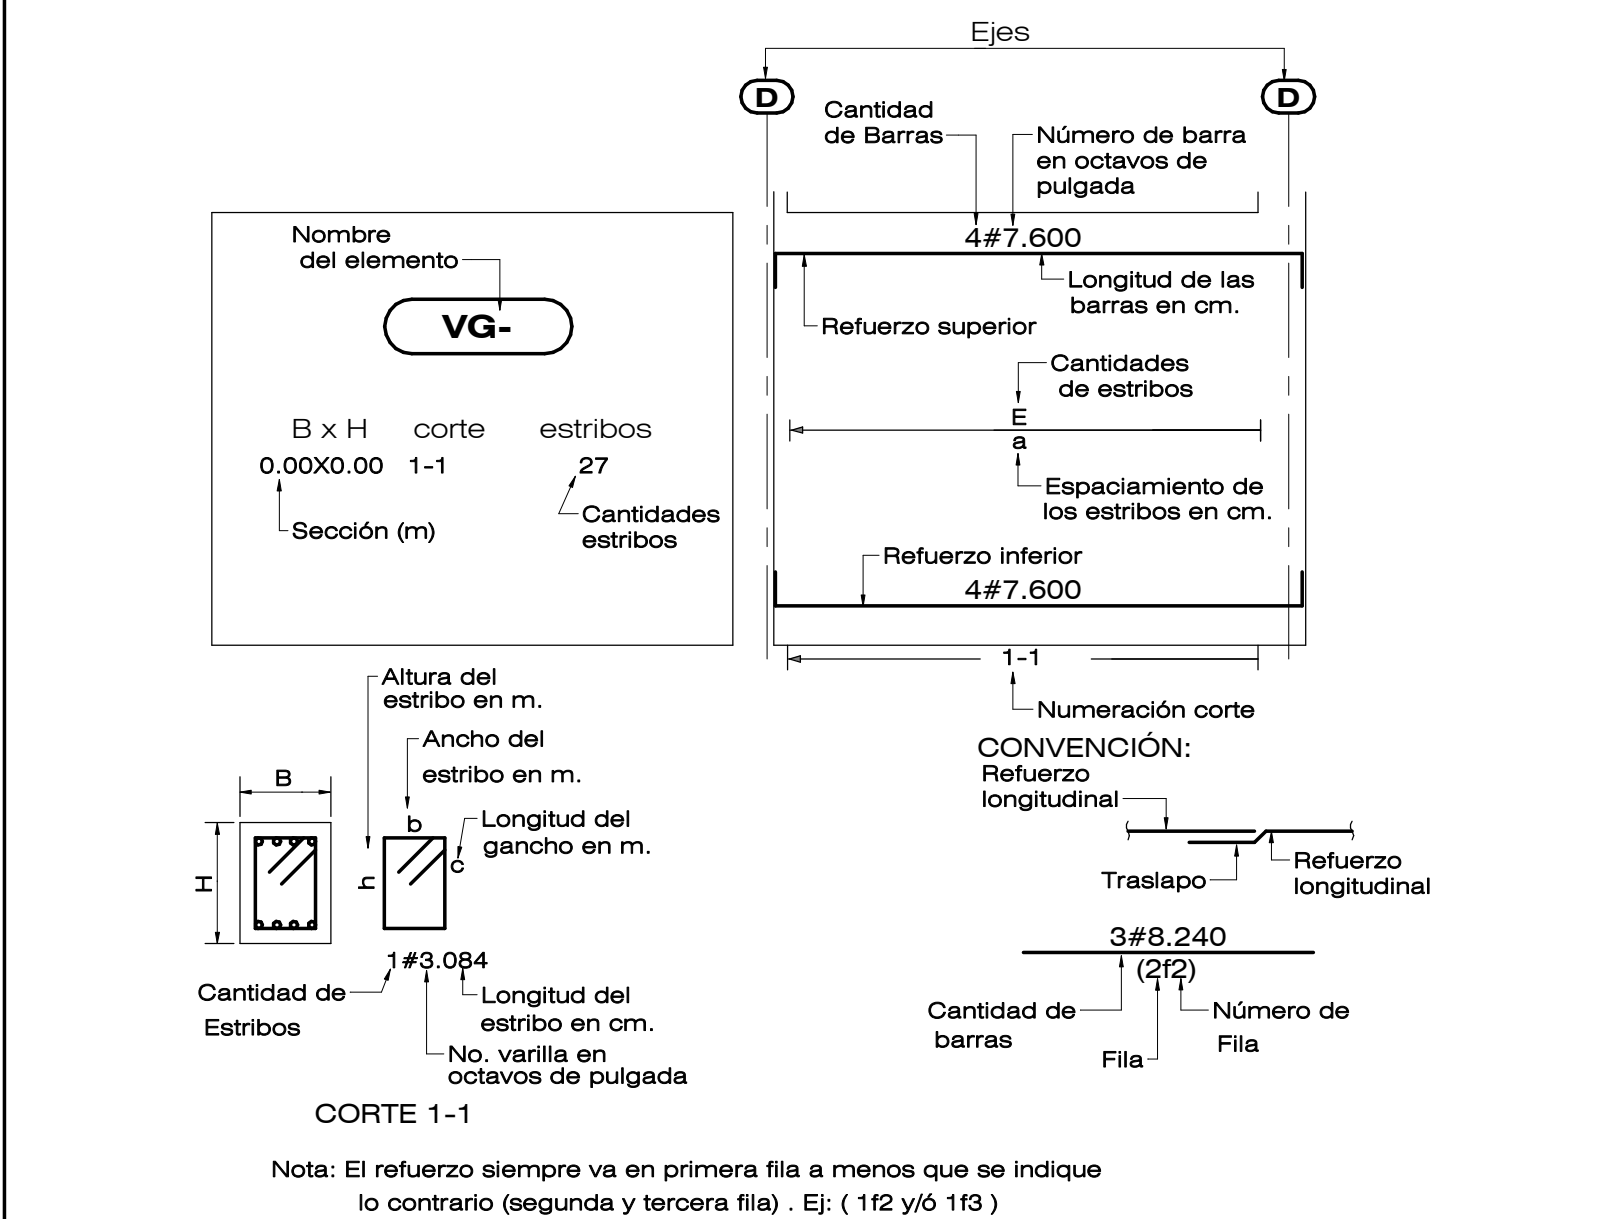 Ejes
D
D
Cantidad
de Barras
Número de barra
en octavos de
pulgada
4#7.600
Longitud de las
barras en cm.
Refuerzo superior
Cantidades
de estribos
E
a
Espaciamiento de
los estribos en cm.
Refuerzo inferior
4#7.600
1-1
Numeración corte
Nombre
del elemento
VG-
B x H corte estribos
0.00X0.00 1-1 27
Sección (m)
Cantidades
estribos
Altura del
estribo en m.
Ancho del
estribo en m.
B
H
b
h
c
Longitud del
gancho en m.
1#3.084
Cantidad de
Estribos
Longitud del
estribo en cm.
No. varilla en
octavos de pulgada
CORTE 1-1
CONVENCIÓN:
Refuerzo
longitudinal
Traslapo
Refuerzo
longitudinal
3#8.240
(2f2)
Cantidad de
barras
Fila
Número de
Fila
Nota: El refuerzo siempre va en primera fila a menos que se indique
lo contrario (segunda y tercera fila) . Ej: ( 1f2 y/ó 1f3 )